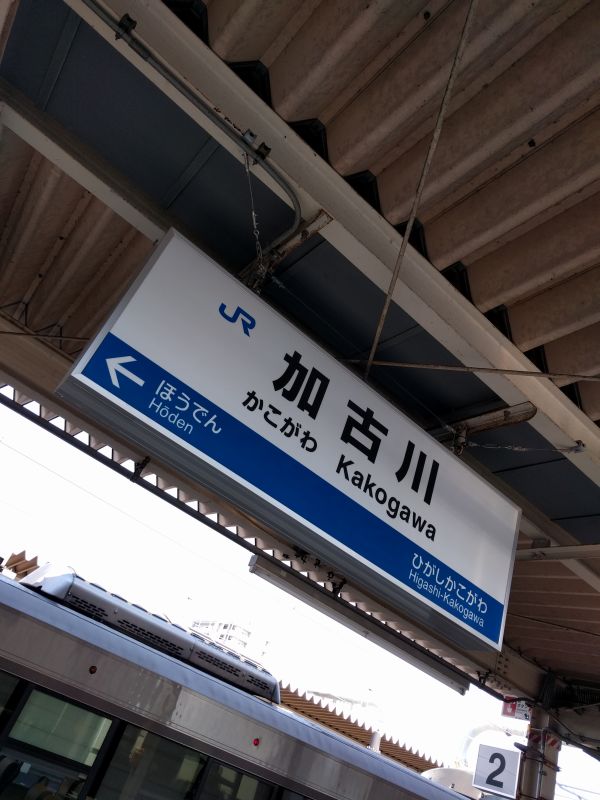 JR
加古川
かこがわ Kakogawa
← ほうでん
Hōden
ひがしかこがわ
Higashi-Kakogawa
2